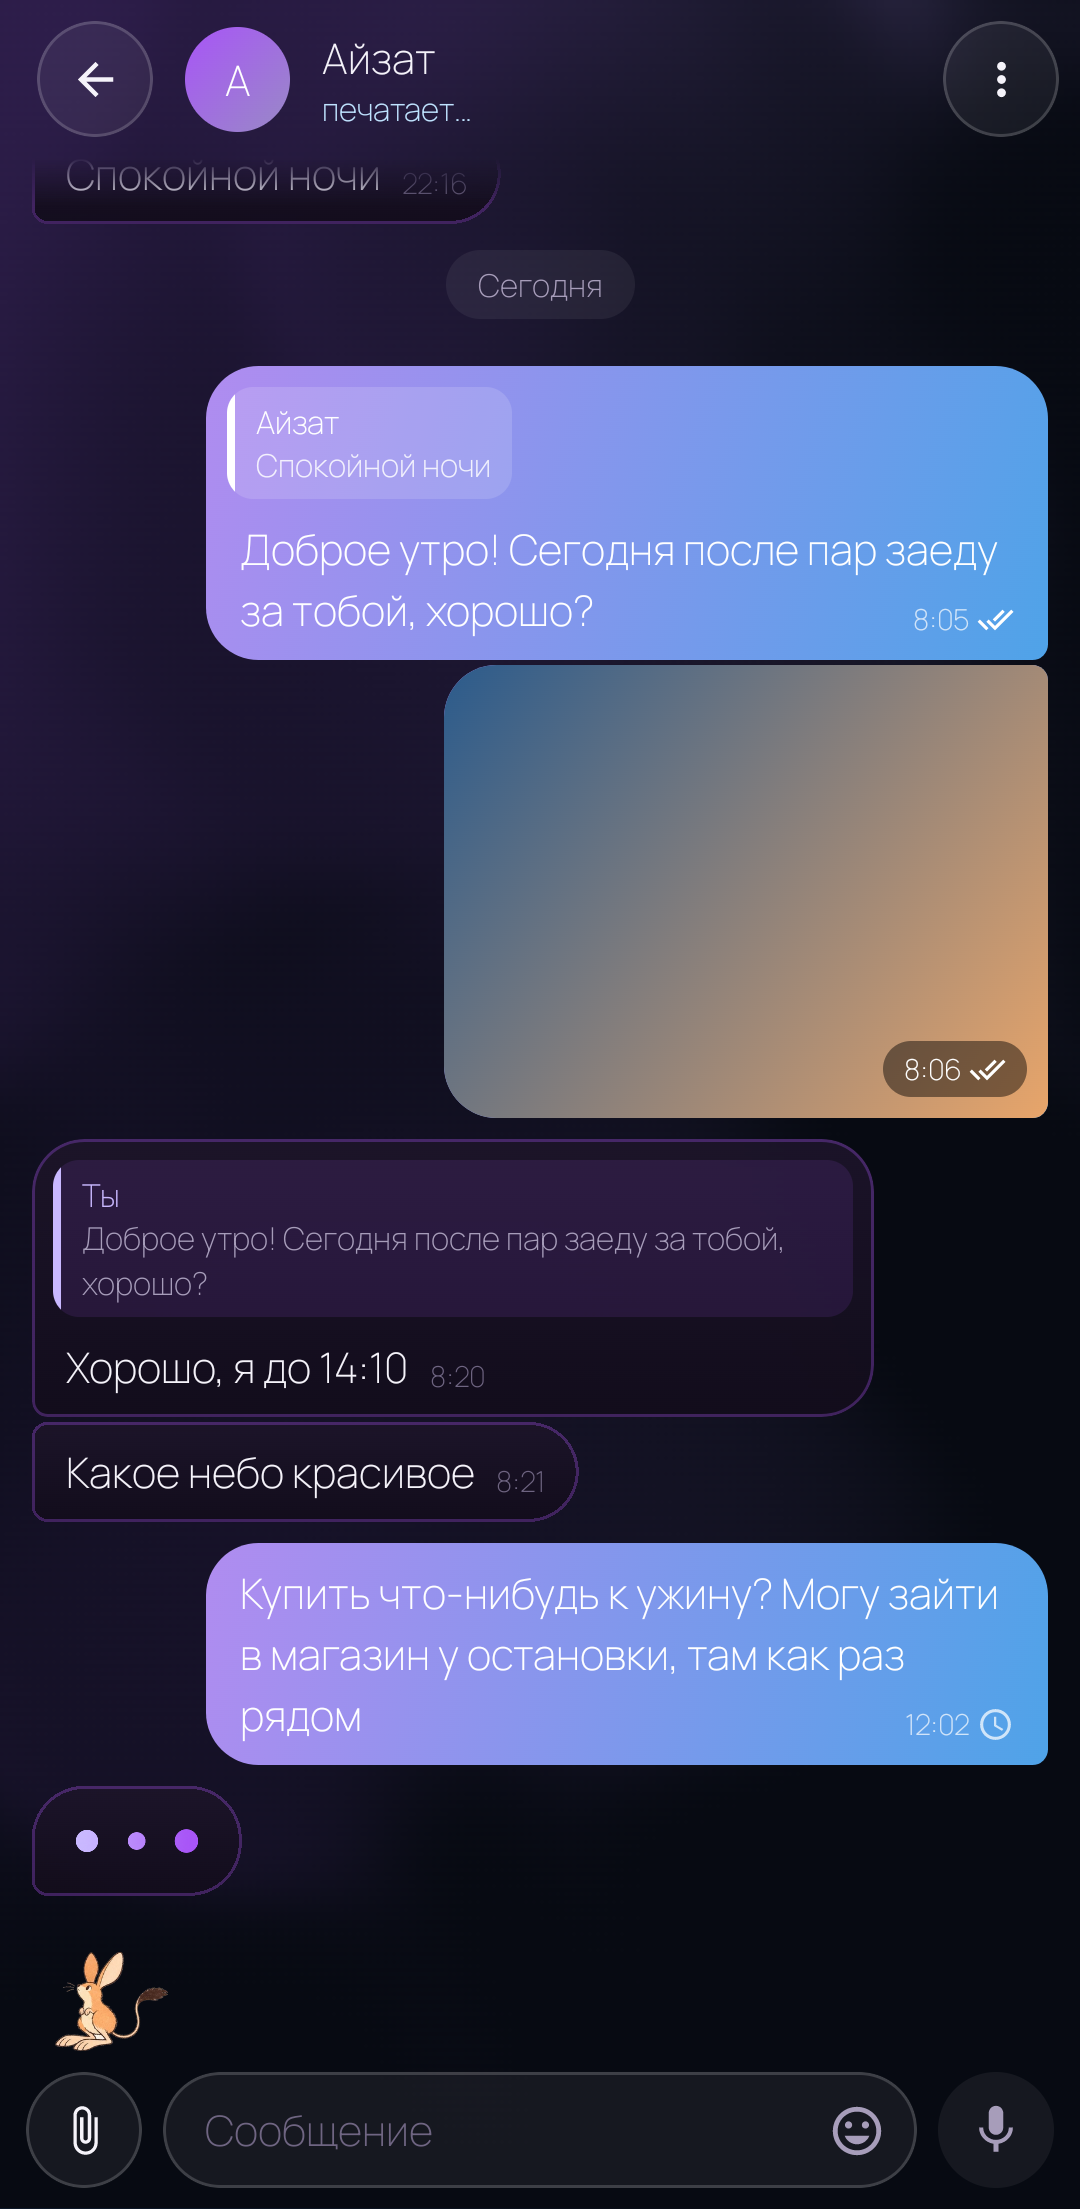 А
Айзат
печатает...
Спокойной ночи 22:16
Сегодня
Айзат
Спокойной ночи
Доброе утро! Сегодня после пар заеду
за тобой, хорошо? 8:05
8:06
Ты
Доброе утро! Сегодня после пар заеду за тобой,
хорошо?
Хорошо, я до 14:10 8:20
Какое небо красивое 8:21
Купить что-нибудь к ужину? Могу зайти
в магазин у остановки, там как раз
рядом 12:02
Сообщение